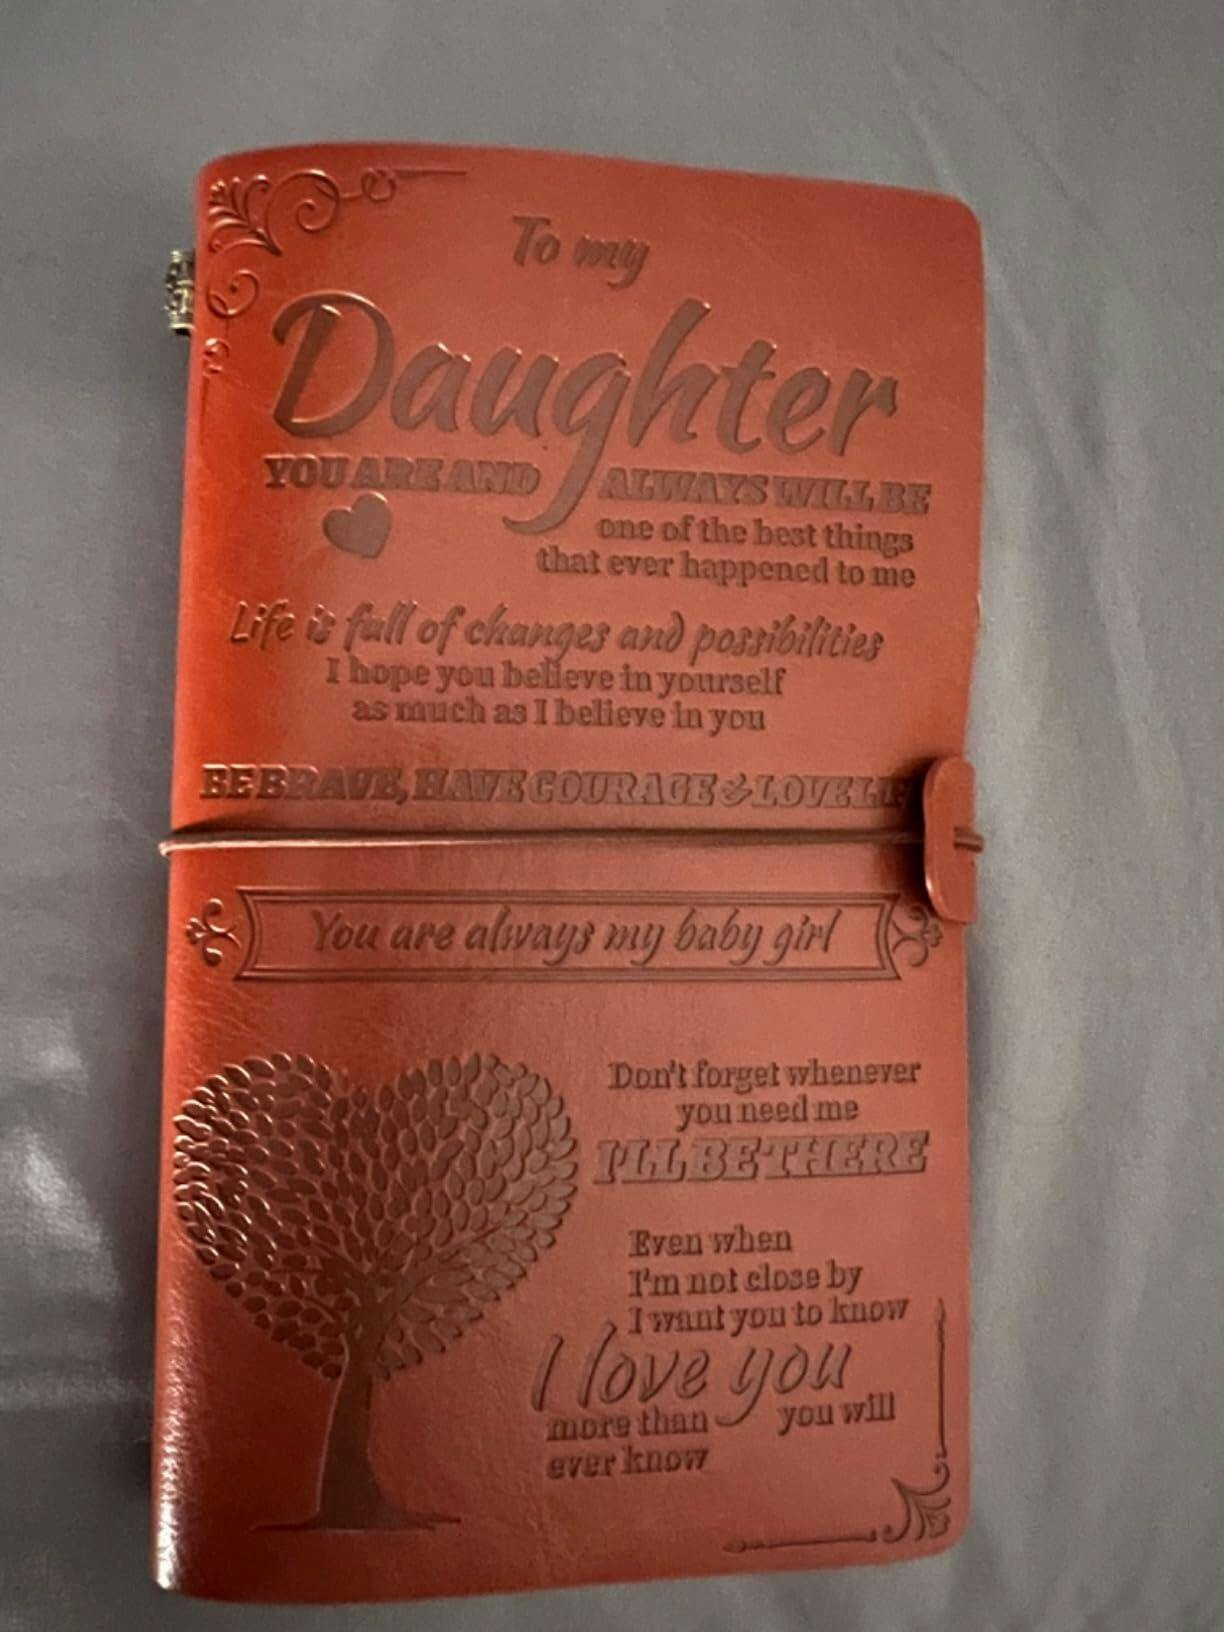 To my
Daughter
YOU ARE AND ALWAYS WILL BE
one of the best things
that ever happened to me
Life is full of changes and possibilities
I hope you believe in yourself
as much as I believe in you
BE BRAVE, HAVE COURAGE & LOVE
You are always my baby girl
Don't forget whenever
you need me
I'LL BE THERE
Even when
I'm not close by
I want you to know
I love you
more than you will
ever know